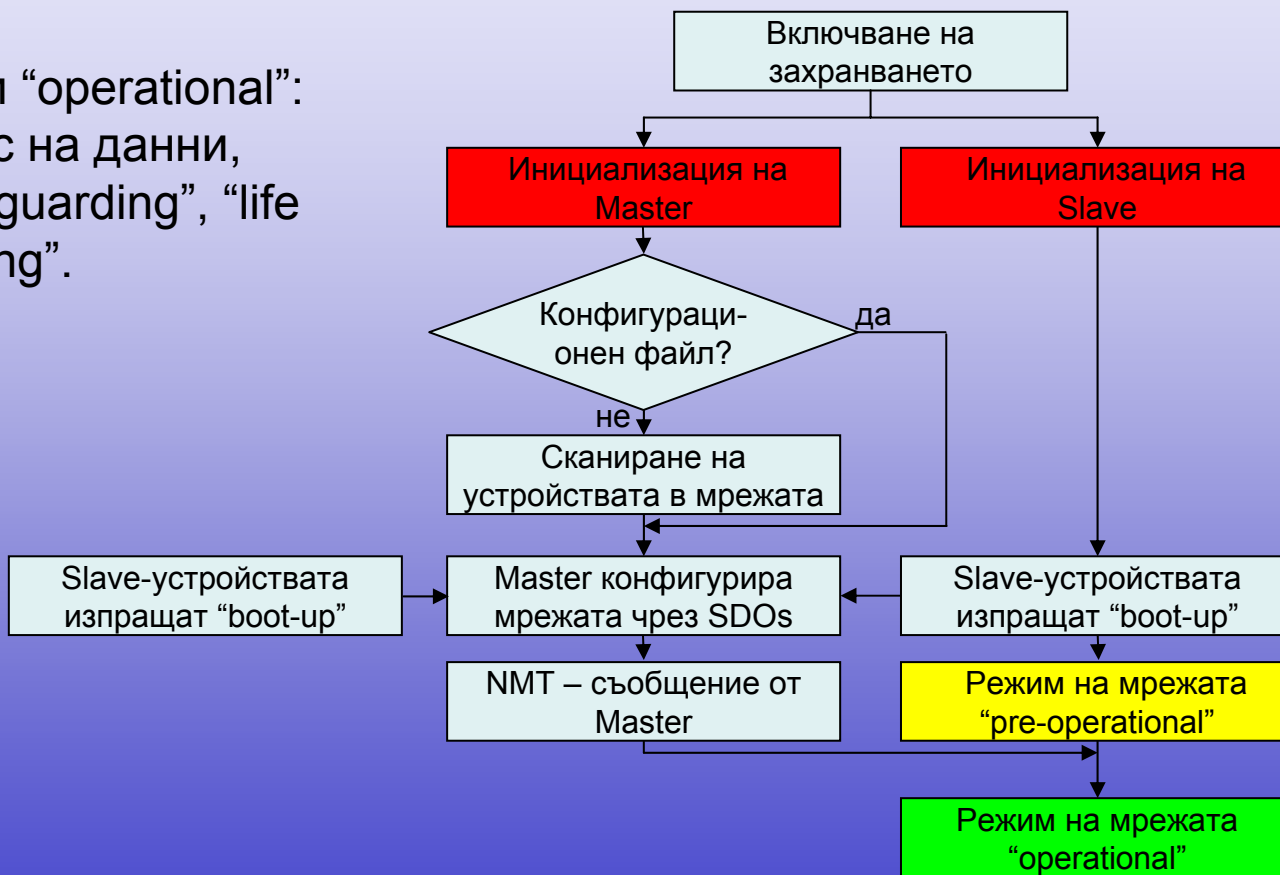 “operational”:
на данни,
guarding”, “life
Включване на
захранването
Инициализация на
Master
Инициализация на
Slave
Конфигураци-
онен файл?
да
не
Сканиране на
устройствата в мрежата
Slave-устройствата
изпращат “boot-up”
Master конфигурира
мрежата чрез SDOs
Slave-устройствата
изпращат “boot-up”
NMT – съобщение от
Master
Режим на мрежата
“pre-operational”
Режим на мрежата
“operational”